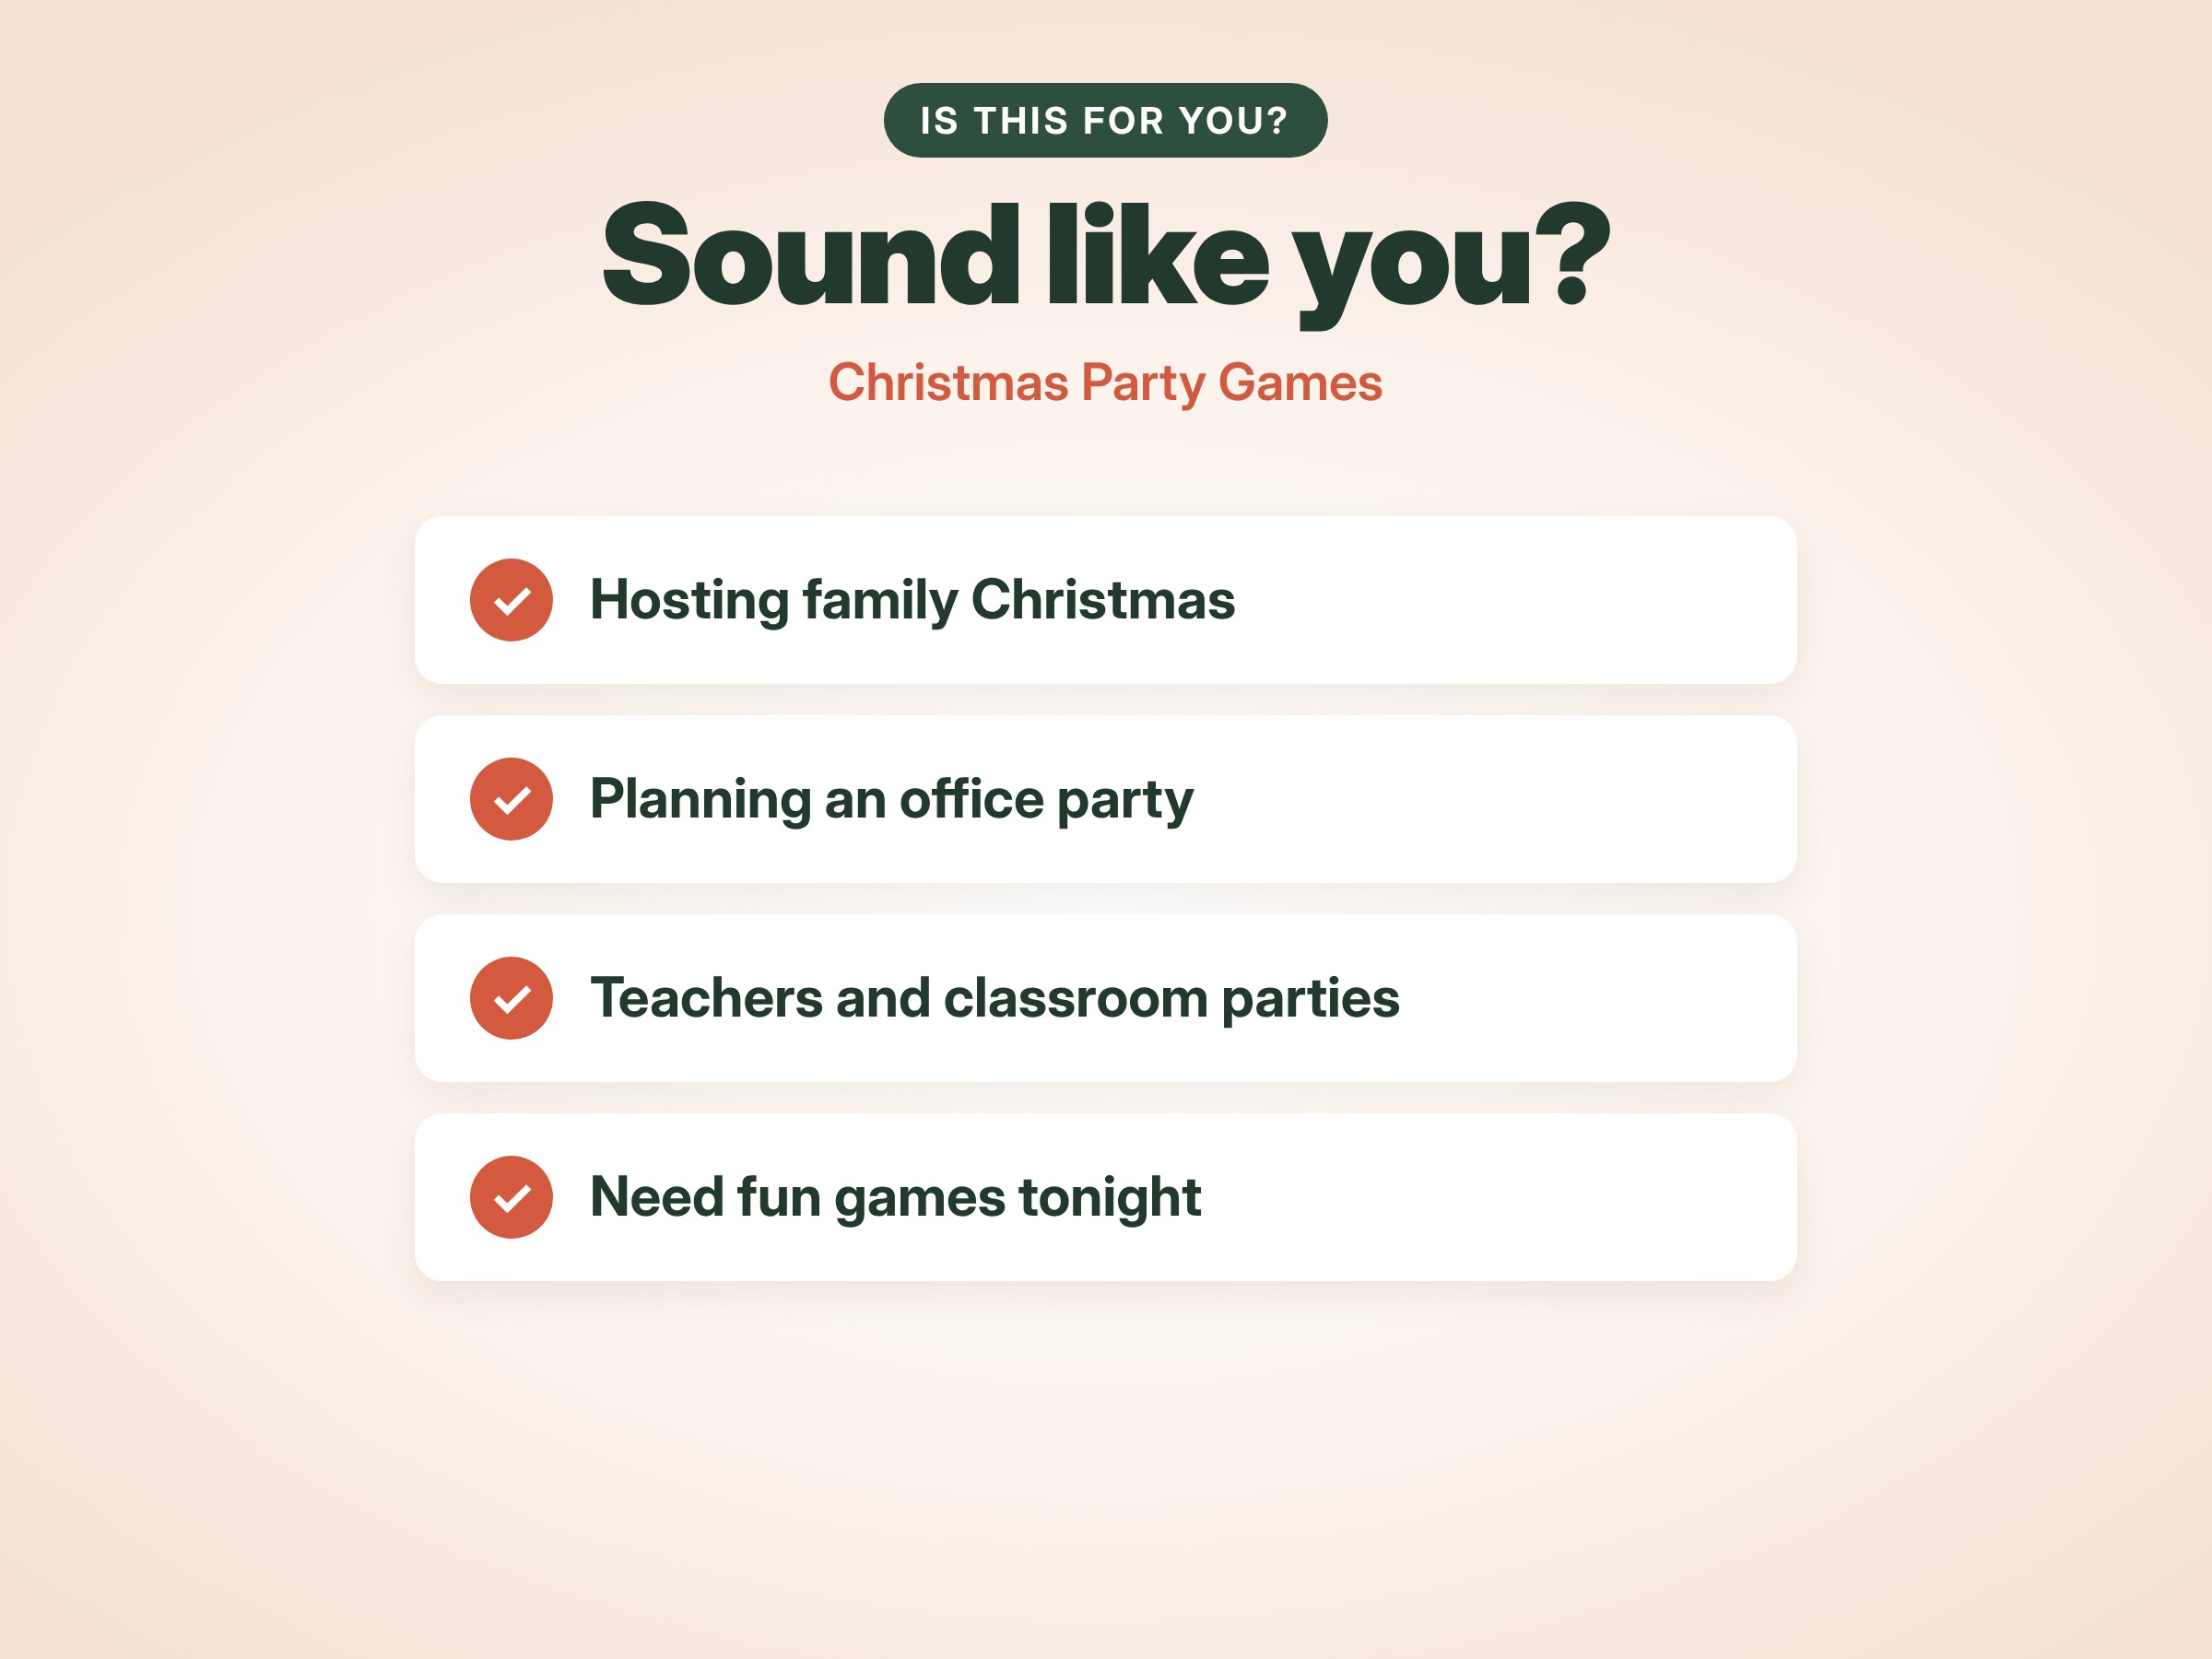 IS THIS FOR YOU?
Sound like you?
Christmas Party Games
Hosting family Christmas
Planning an office party
Teachers and classroom parties
Need fun games tonight